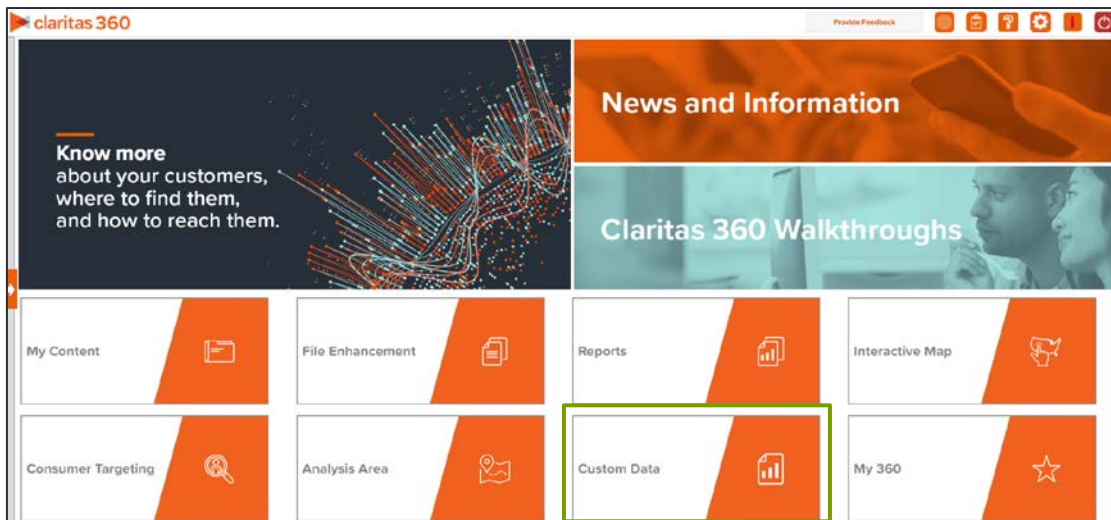 claritas 360
Provide Feedback
Know more
about your customers,
where to find them,
and how to reach them.
News and Information
Claritas 360 Walkthroughs
My Content
File Enhancement
Reports
Interactive Map
Consumer Targeting
Analysis Area
Custom Data
My 360